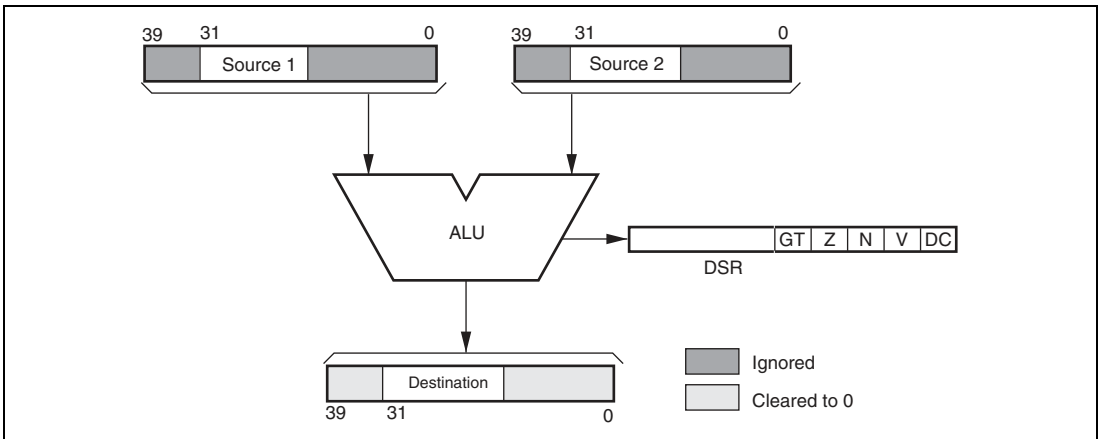 39 31 0
Source 1
39 31 0
Source 2
ALU
GT Z N V DC
DSR
Destination
39 31 0
Ignored
Cleared to 0